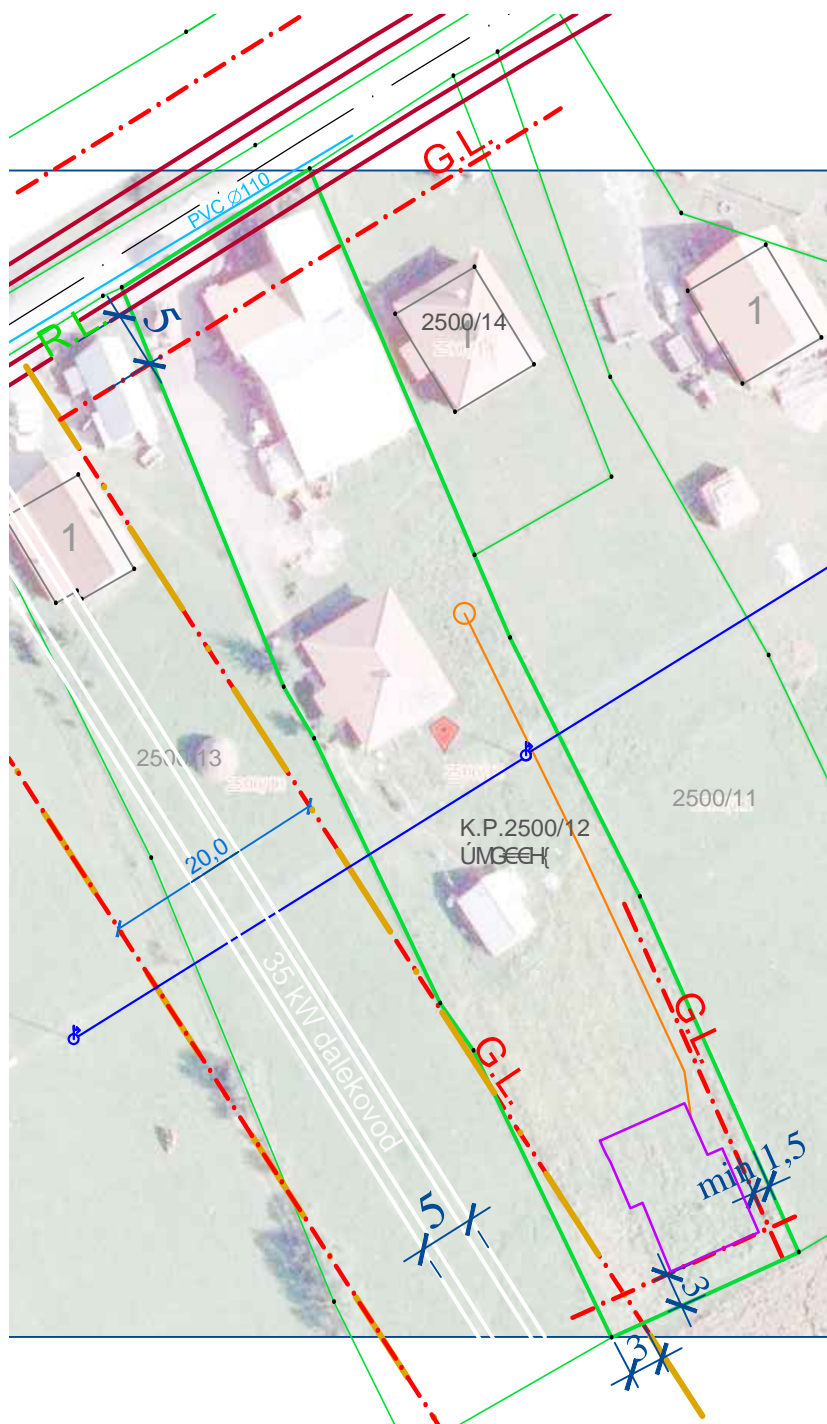 G.L.
PVC Ø110
R.L.
5
2500/14
1
1
1
2500/13
20,0
2500/11
K.P.2500/12
35 kW dalekovod
G.L.
G.L.
min 1,5
5
3
3